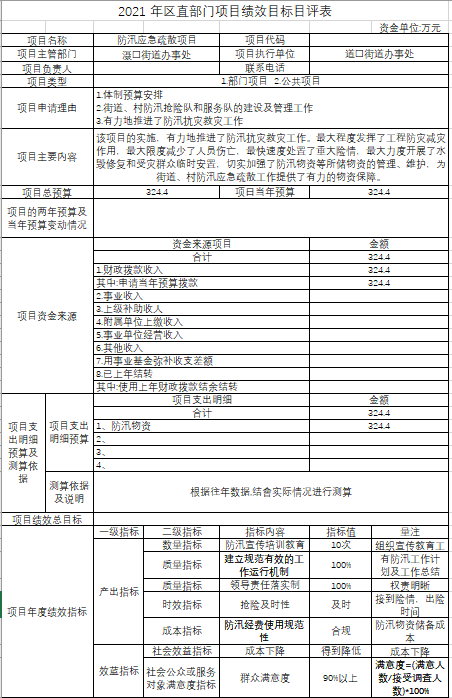 2021 年区直部门项目绩效目标目评表
资金单位:万元
项目名称 防汛应急疏散项目 项目代码
项目主管部门 滠口街道办事处 项目执行单位 道口街道办事处
项目负责人 联系电话
项目类型 1.部门项目 2.公共项目
项目申请理由
1.体制预算安排
2.街道、村防汛抢险队和服务队的建设及管理工作
3.有力地推进了防汛抗灾救灾工作
项目主要内容
该项目的实施，有力地推进了防汛抗灾救灾工作。最大程度发挥了工程防灾减灾
作用，最大限度减少了人员伤亡，最快速度处置了重大险情，最大力度开展了水
毁修复和受灾群众临时安置，切实加强了防汛物资等所储物资的管理、维护，为
街道、村防汛应急疏散工作提供了有力的物资保障。
项目总预算 324.4 项目当年预算 324.4
项目的两年预算及
当年预算变动情况
项目资金来源
资金来源项目 金额
合计 324.4
1.财政拨款收入 324.4
其中:申请当年预算拨款 324.4
2.事业收入
3.上级补助收人
4.附属单位上缴收入
5.事业单位经营收入
6.其他收入
7.用事业基金弥补收支差额
8.已上年结转
其中:使用上年财政拨款结余结转
项目支
出明细
预算及
测算依
据
项目支出
明细预算
项目支出明细 金额
合计 324.4
1、防汛物资 324.4
2、
3、
4、
测算依据
及说明
根据往年数据,结會实际情况进行测算
项目绩效总目标
项目年度绩效指标
一级指标 二级指标 指标内容 指标值 量注
产出指标
数量指标 防汛宣传培训教育 10次 组织宣传教育工
质量指标 建立规范有效的工
作运行机制 100% 有防汛工作计
划及工作总结
质量指标 领导责任落实制 100% 权责明晰
时效指标 抢险及时性 及时 接到险情，出险
时间
成本指标 防汛经费使用规范
性 合规 防汛物资储备成
本
效蓝指标
社会效益指标 成本下降 得到降低 成本下降
社会公众或服务
对象满意度指标 群众满意度 90%以上 满意度=(满意人
数/接受调查人
数)*100%